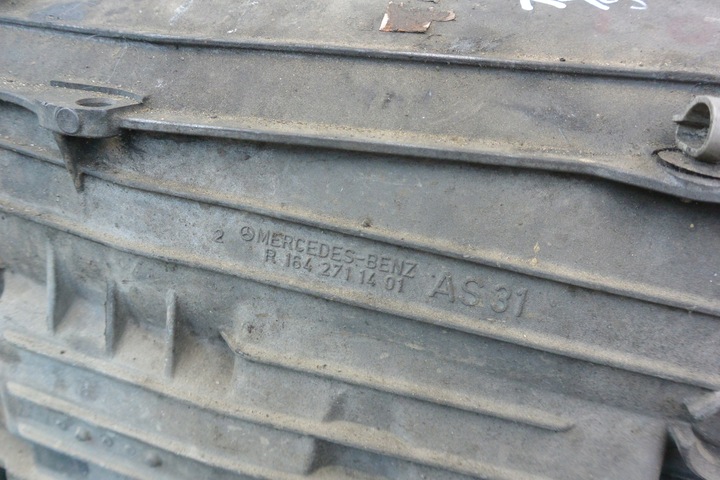 2 MERCEDES-BENZ
R 164 271 14 01 AS 31